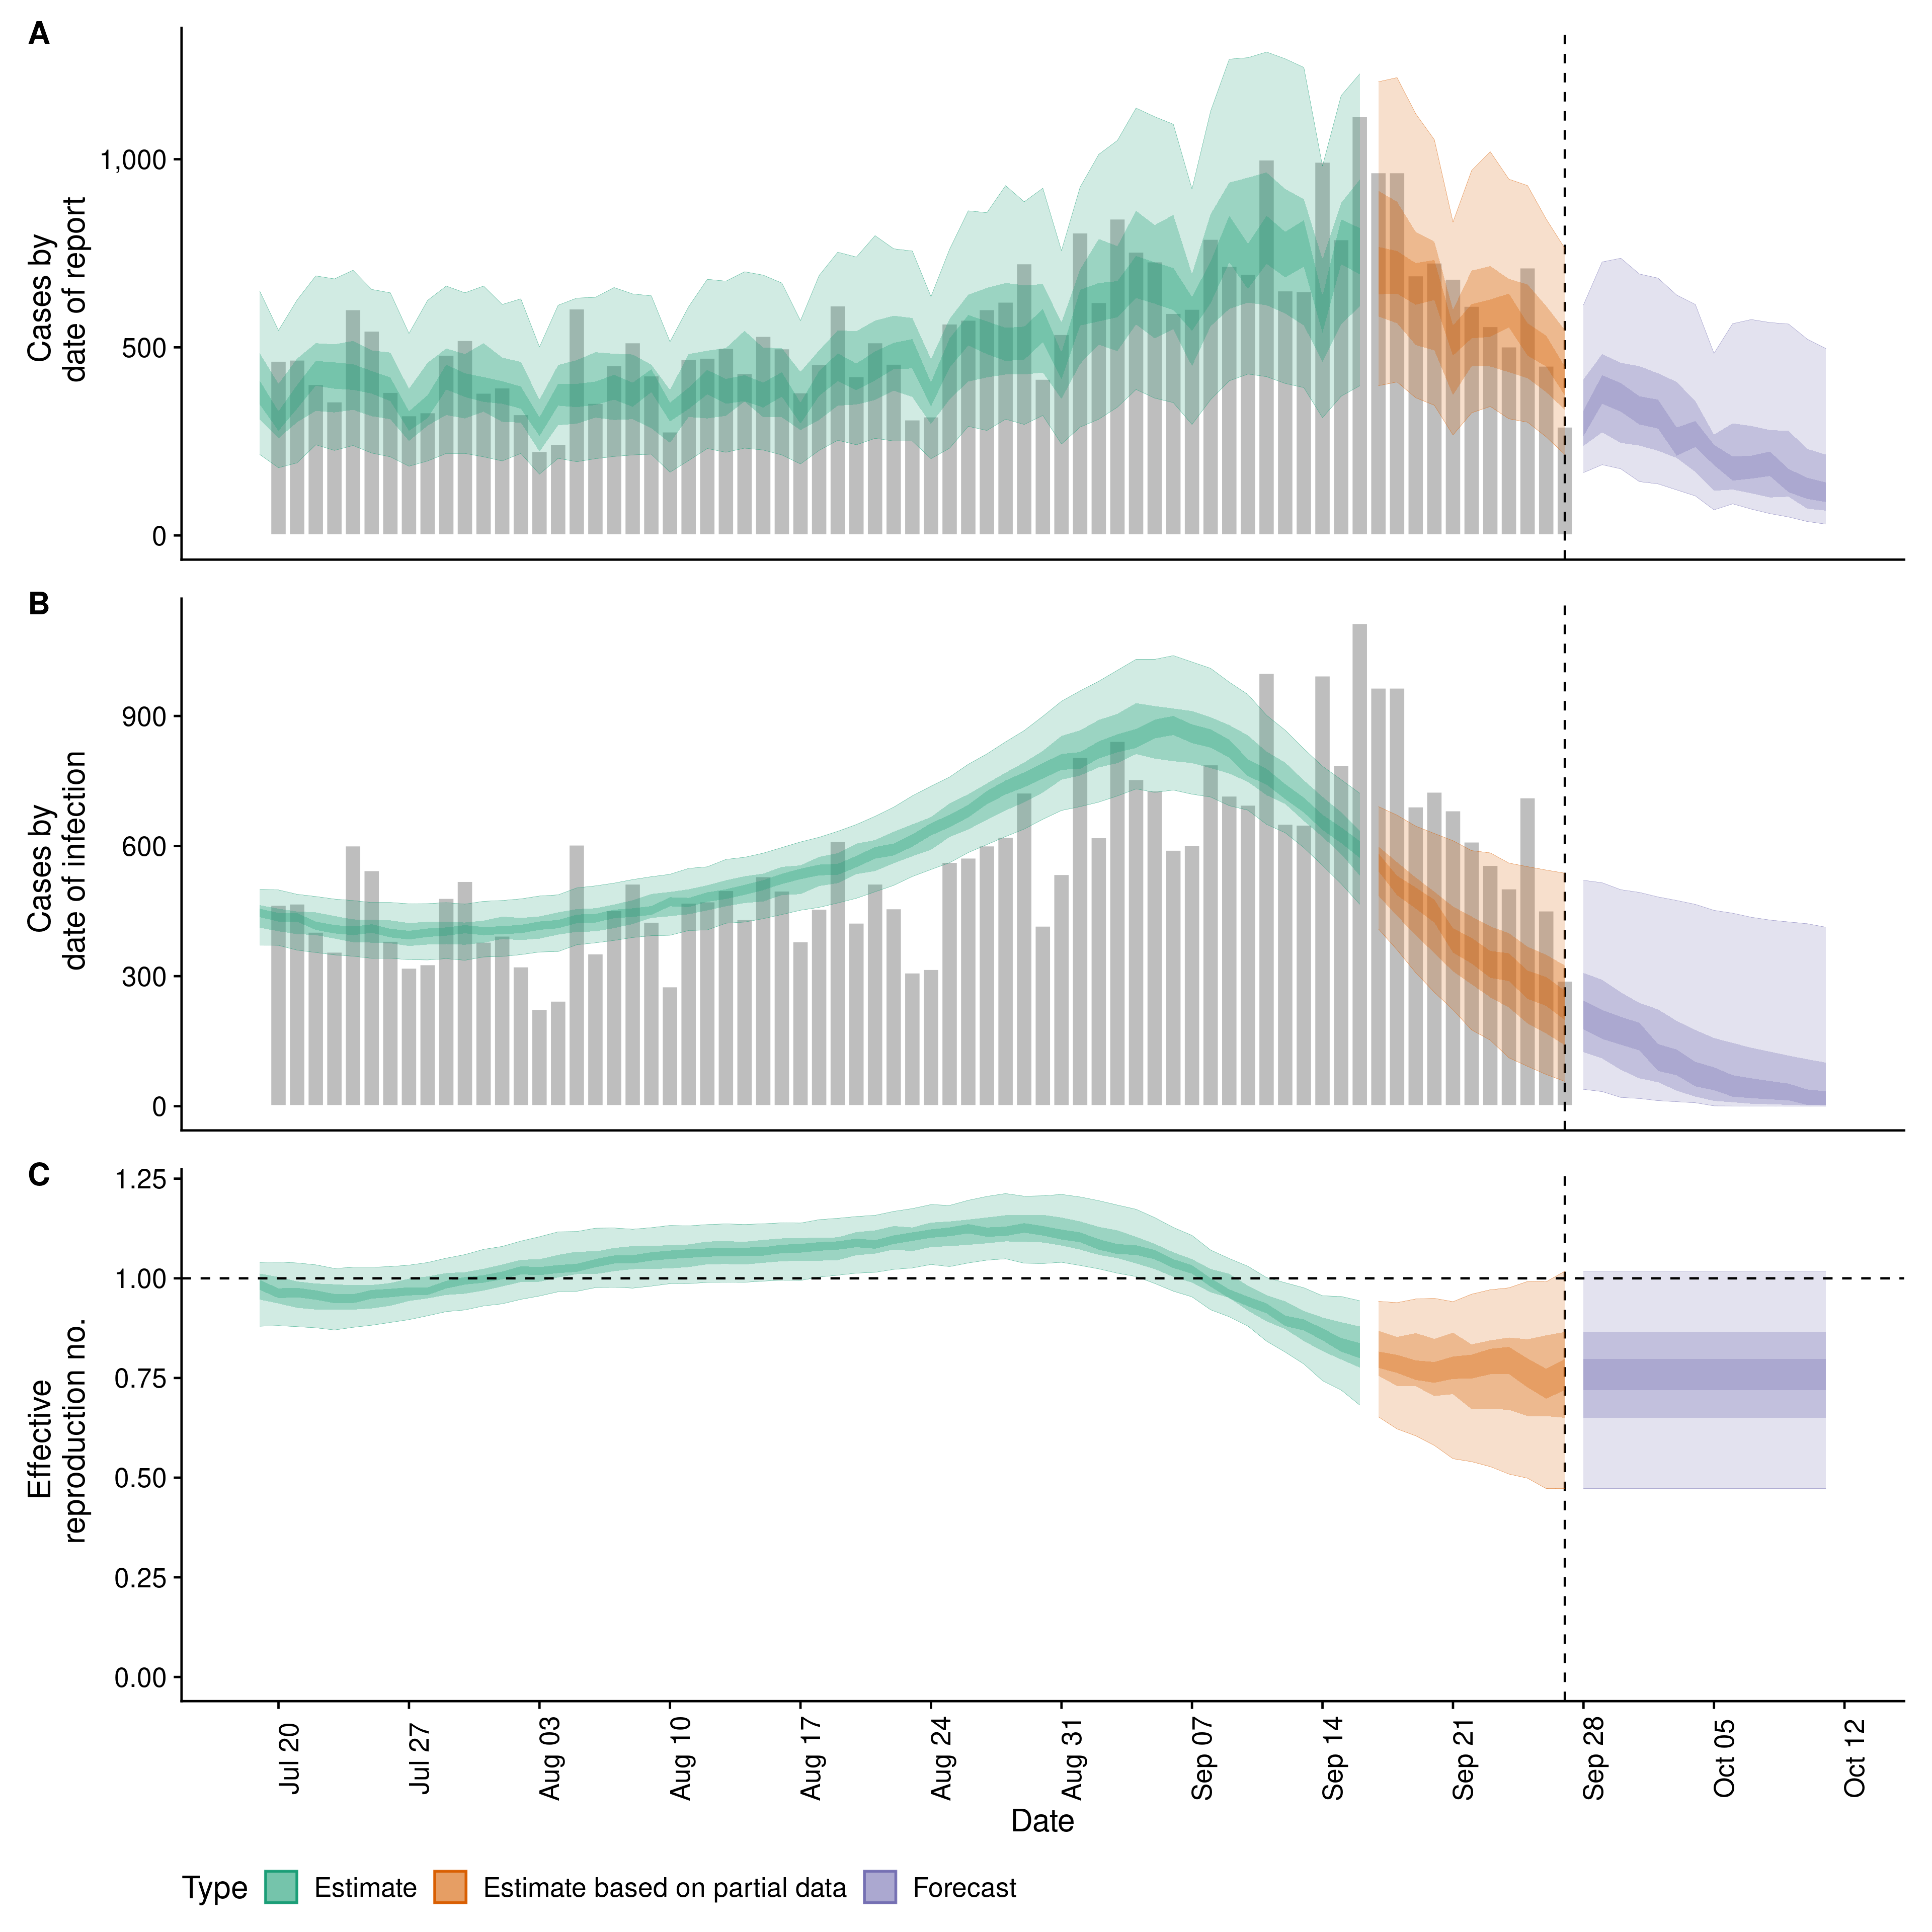 A
Cases by
date of report
1,000
500
0
B
Cases by
date of infection
900
600
300
0
C
Effective
reproduction no.
1.25
1.00
0.75
0.50
0.25
0.00
Jul 20
Jul 27
Aug 03
Aug 10
Aug 17
Aug 24
Aug 31
Sep 07
Sep 14
Sep 21
Sep 28
Oct 05
Oct 12
Date
Type Estimate Estimate based on partial data Forecast